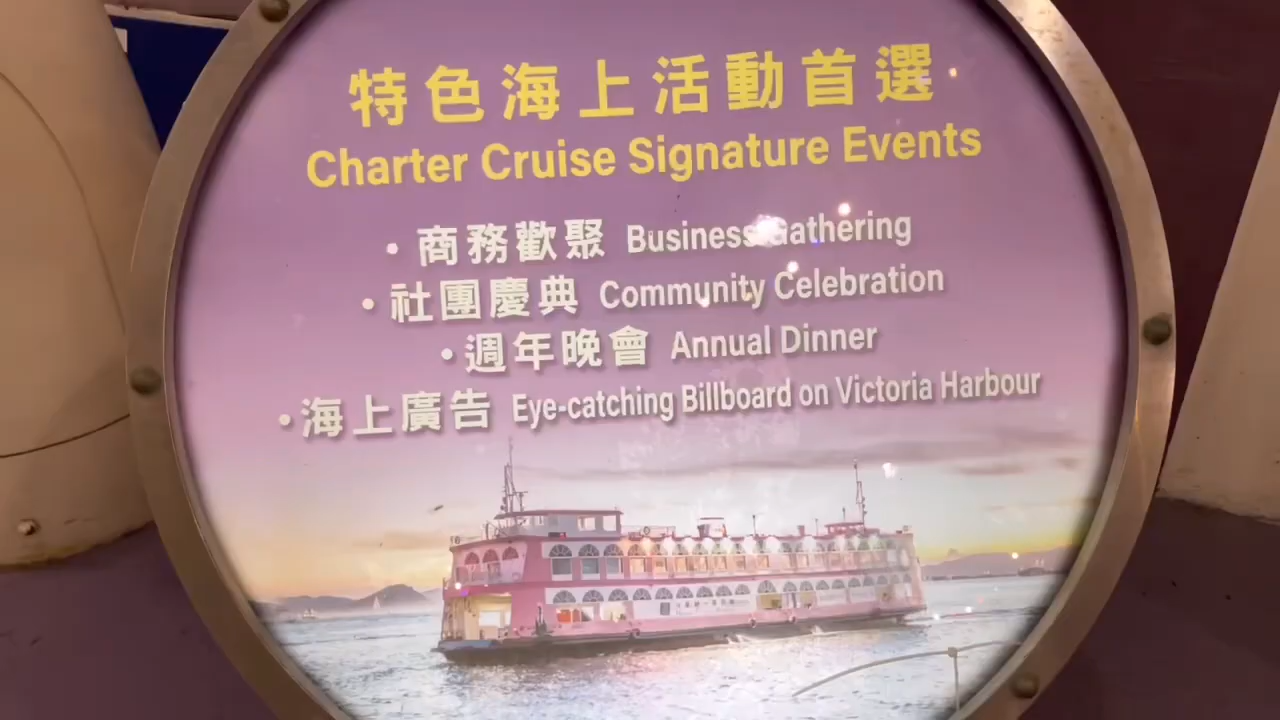 特色海上活動首選
Charter Cruise Signature Events
• 商務歡聚 Business Gathering
• 社團慶典 Community Celebration
• 週年晚會 Annual Dinner
• 海上廣告 Eye-catching Billboard on Victoria Harbour